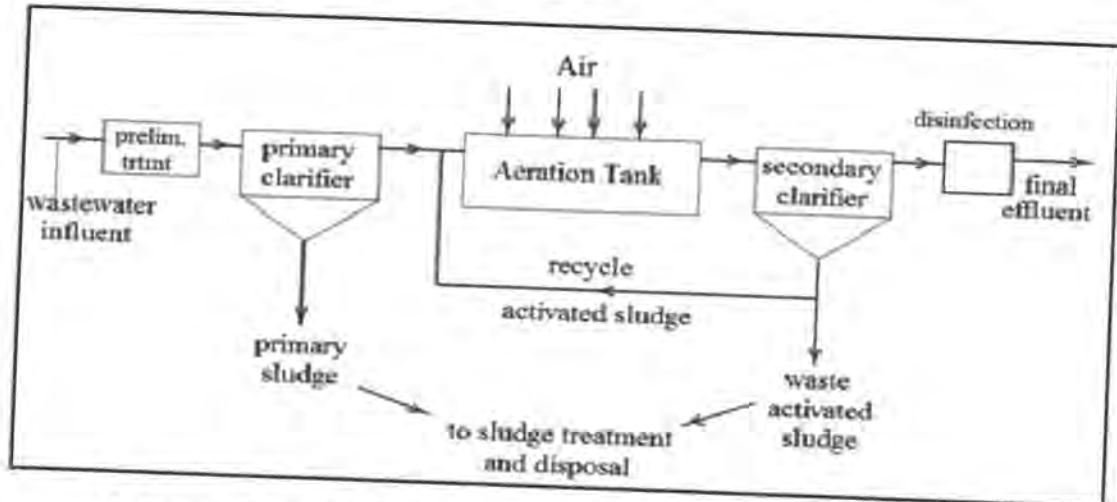 Air
disinfection
prelim.
trtmt
primary
clarifier
Aeration Tank
secondary
clarifier
final
effluent
wastewater
influent
recycle
activated sludge
primary
sludge
waste
activated
sludge
to sludge treatment
and disposal